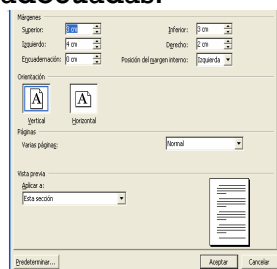 adecuadas.
Márgenes
Superior: 3 cm Inferior: 3 cm
Izquierdo: 4 cm Derecho: 2 cm
Encuadernación: 0 cm Posición del margen interno: Izquierda
Orientación
A A
Vertical Horizontal
Páginas
Varias páginas: Normal
Vista previa
Aplicar a:
Esta sección
Predeterminar... Aceptar Cancelar